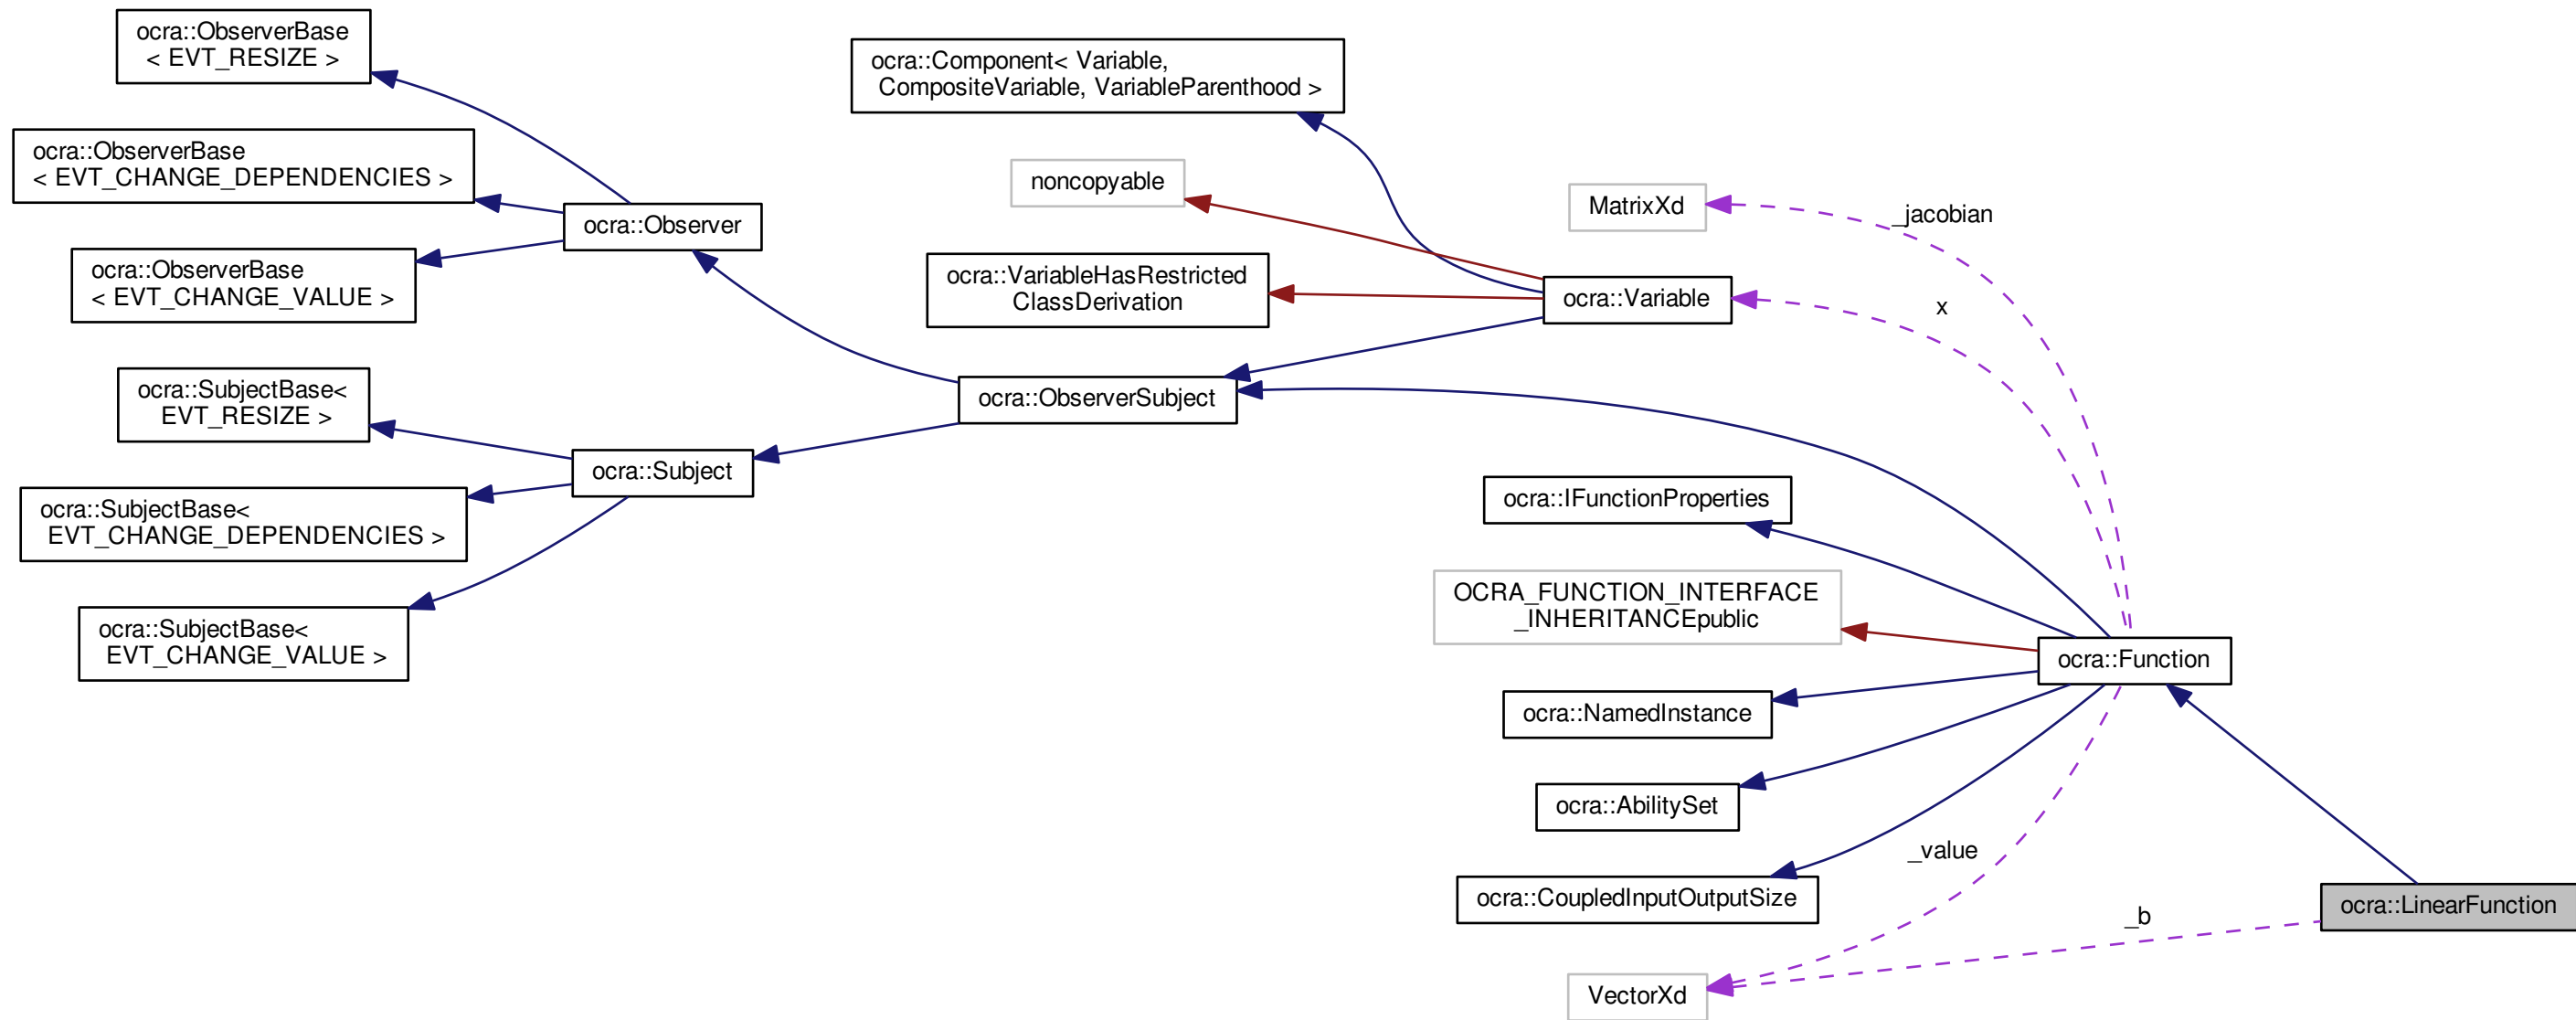 ocra::ObserverBase
< EVT_RESIZE >
ocra::ObserverBase
< EVT_CHANGE_DEPENDENCIES >
ocra::ObserverBase
< EVT_CHANGE_VALUE >
ocra::SubjectBase<
EVT_RESIZE >
ocra::SubjectBase<
EVT_CHANGE_DEPENDENCIES >
ocra::SubjectBase<
EVT_CHANGE_VALUE >
ocra::Observer
ocra::Subject
ocra::Component< Variable,
CompositeVariable, VariableParenthood >
noncopyable
ocra::VariableHasRestricted
ClassDerivation
ocra::ObserverSubject
MatrixXd
ocra::Variable
ocra::IFunctionProperties
OCRA_FUNCTION_INTERFACE
_INHERITANCEpublic
ocra::NamedInstance
ocra::AbilitySet
ocra::CoupledInputOutputSize
VectorXd
_jacobian
x
_value
ocra::Function
_b
ocra::LinearFunction